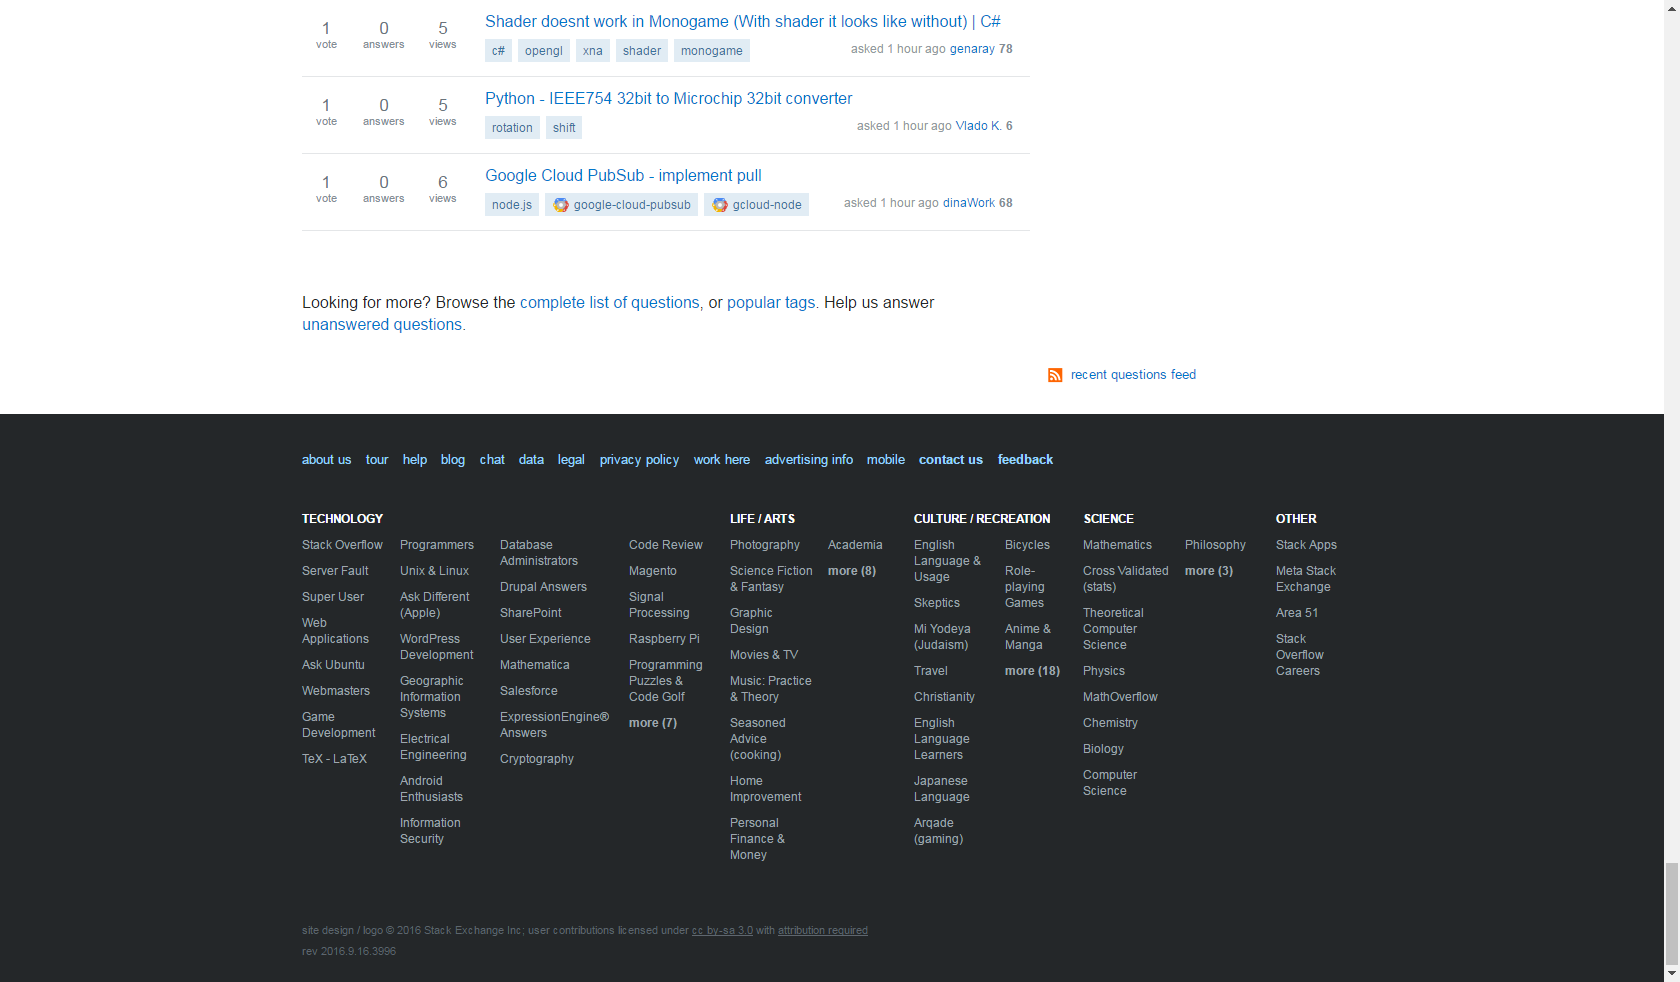 1 vote 0 answers 5 views
Shader doesnt work in Monogame (With shader it looks like without) | C#
c# opengl xna shader monogame
asked 1 hour ago genaray 78
1 vote 0 answers 5 views
Python - IEEE754 32bit to Microchip 32bit converter
rotation shift
asked 1 hour ago Vlado K. 6
1 vote 0 answers 6 views
Google Cloud PubSub - implement pull
node.js google-cloud-pubsub gcloud-node
asked 1 hour ago dinaWork 68
Looking for more? Browse the complete list of questions, or popular tags. Help us answer
unanswered questions.
recent questions feed
about us tour help blog chat data legal privacy policy work here advertising info mobile contact us feedback
TECHNOLOGY
Stack Overflow
Server Fault
Super User
Web
Applications
Ask Ubuntu
Webmasters
Game
Development
TeX - LaTeX
Programmers
Unix & Linux
Ask Different
(Apple)
WordPress
Development
Geographic
Information
Systems
Electrical
Engineering
Android
Enthusiasts
Information
Security
Database
Administrators
Drupal Answers
SharePoint
User Experience
Mathematica
Salesforce
ExpressionEngine®
Answers
Cryptography
Code Review
Magento
Signal
Processing
Raspberry Pi
Programming
Puzzles &
Code Golf
more (7)
LIFE / ARTS
Photography
Science Fiction
& Fantasy
Graphic
Design
Movies & TV
Music: Practice
& Theory
Seasoned
Advice
(cooking)
Home
Improvement
Personal
Finance &
Money
Academia
more (8)
CULTURE / RECREATION
English
Language &
Usage
Skeptics
Mi Yodeya
(Judaism)
Travel
Christianity
English
Language
Learners
Japanese
Language
Arqade
(gaming)
Bicycles
Role-
playing
Games
Anime &
Manga
more (18)
SCIENCE
Mathematics
Cross Validated
(stats)
Theoretical
Computer
Science
Physics
MathOverflow
Chemistry
Biology
Computer
Science
Philosophy
more (3)
OTHER
Stack Apps
Meta Stack
Exchange
Area 51
Stack
Overflow
Careers
site design / logo © 2016 Stack Exchange Inc; user contributions licensed under cc by-sa 3.0 with attribution required
rev 2016.9.16.3996